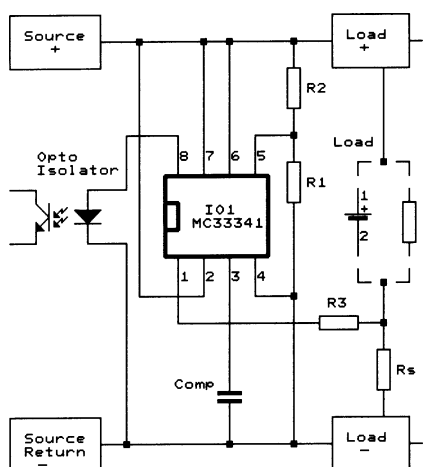 Source
+
Load
+
R2
Load
Opto
Isolator
8 7 6 5
R1
IO1
MC33341
1
+
2
1 2 3 4
R3
Comp
Rs
Source
Return
-
Load
-